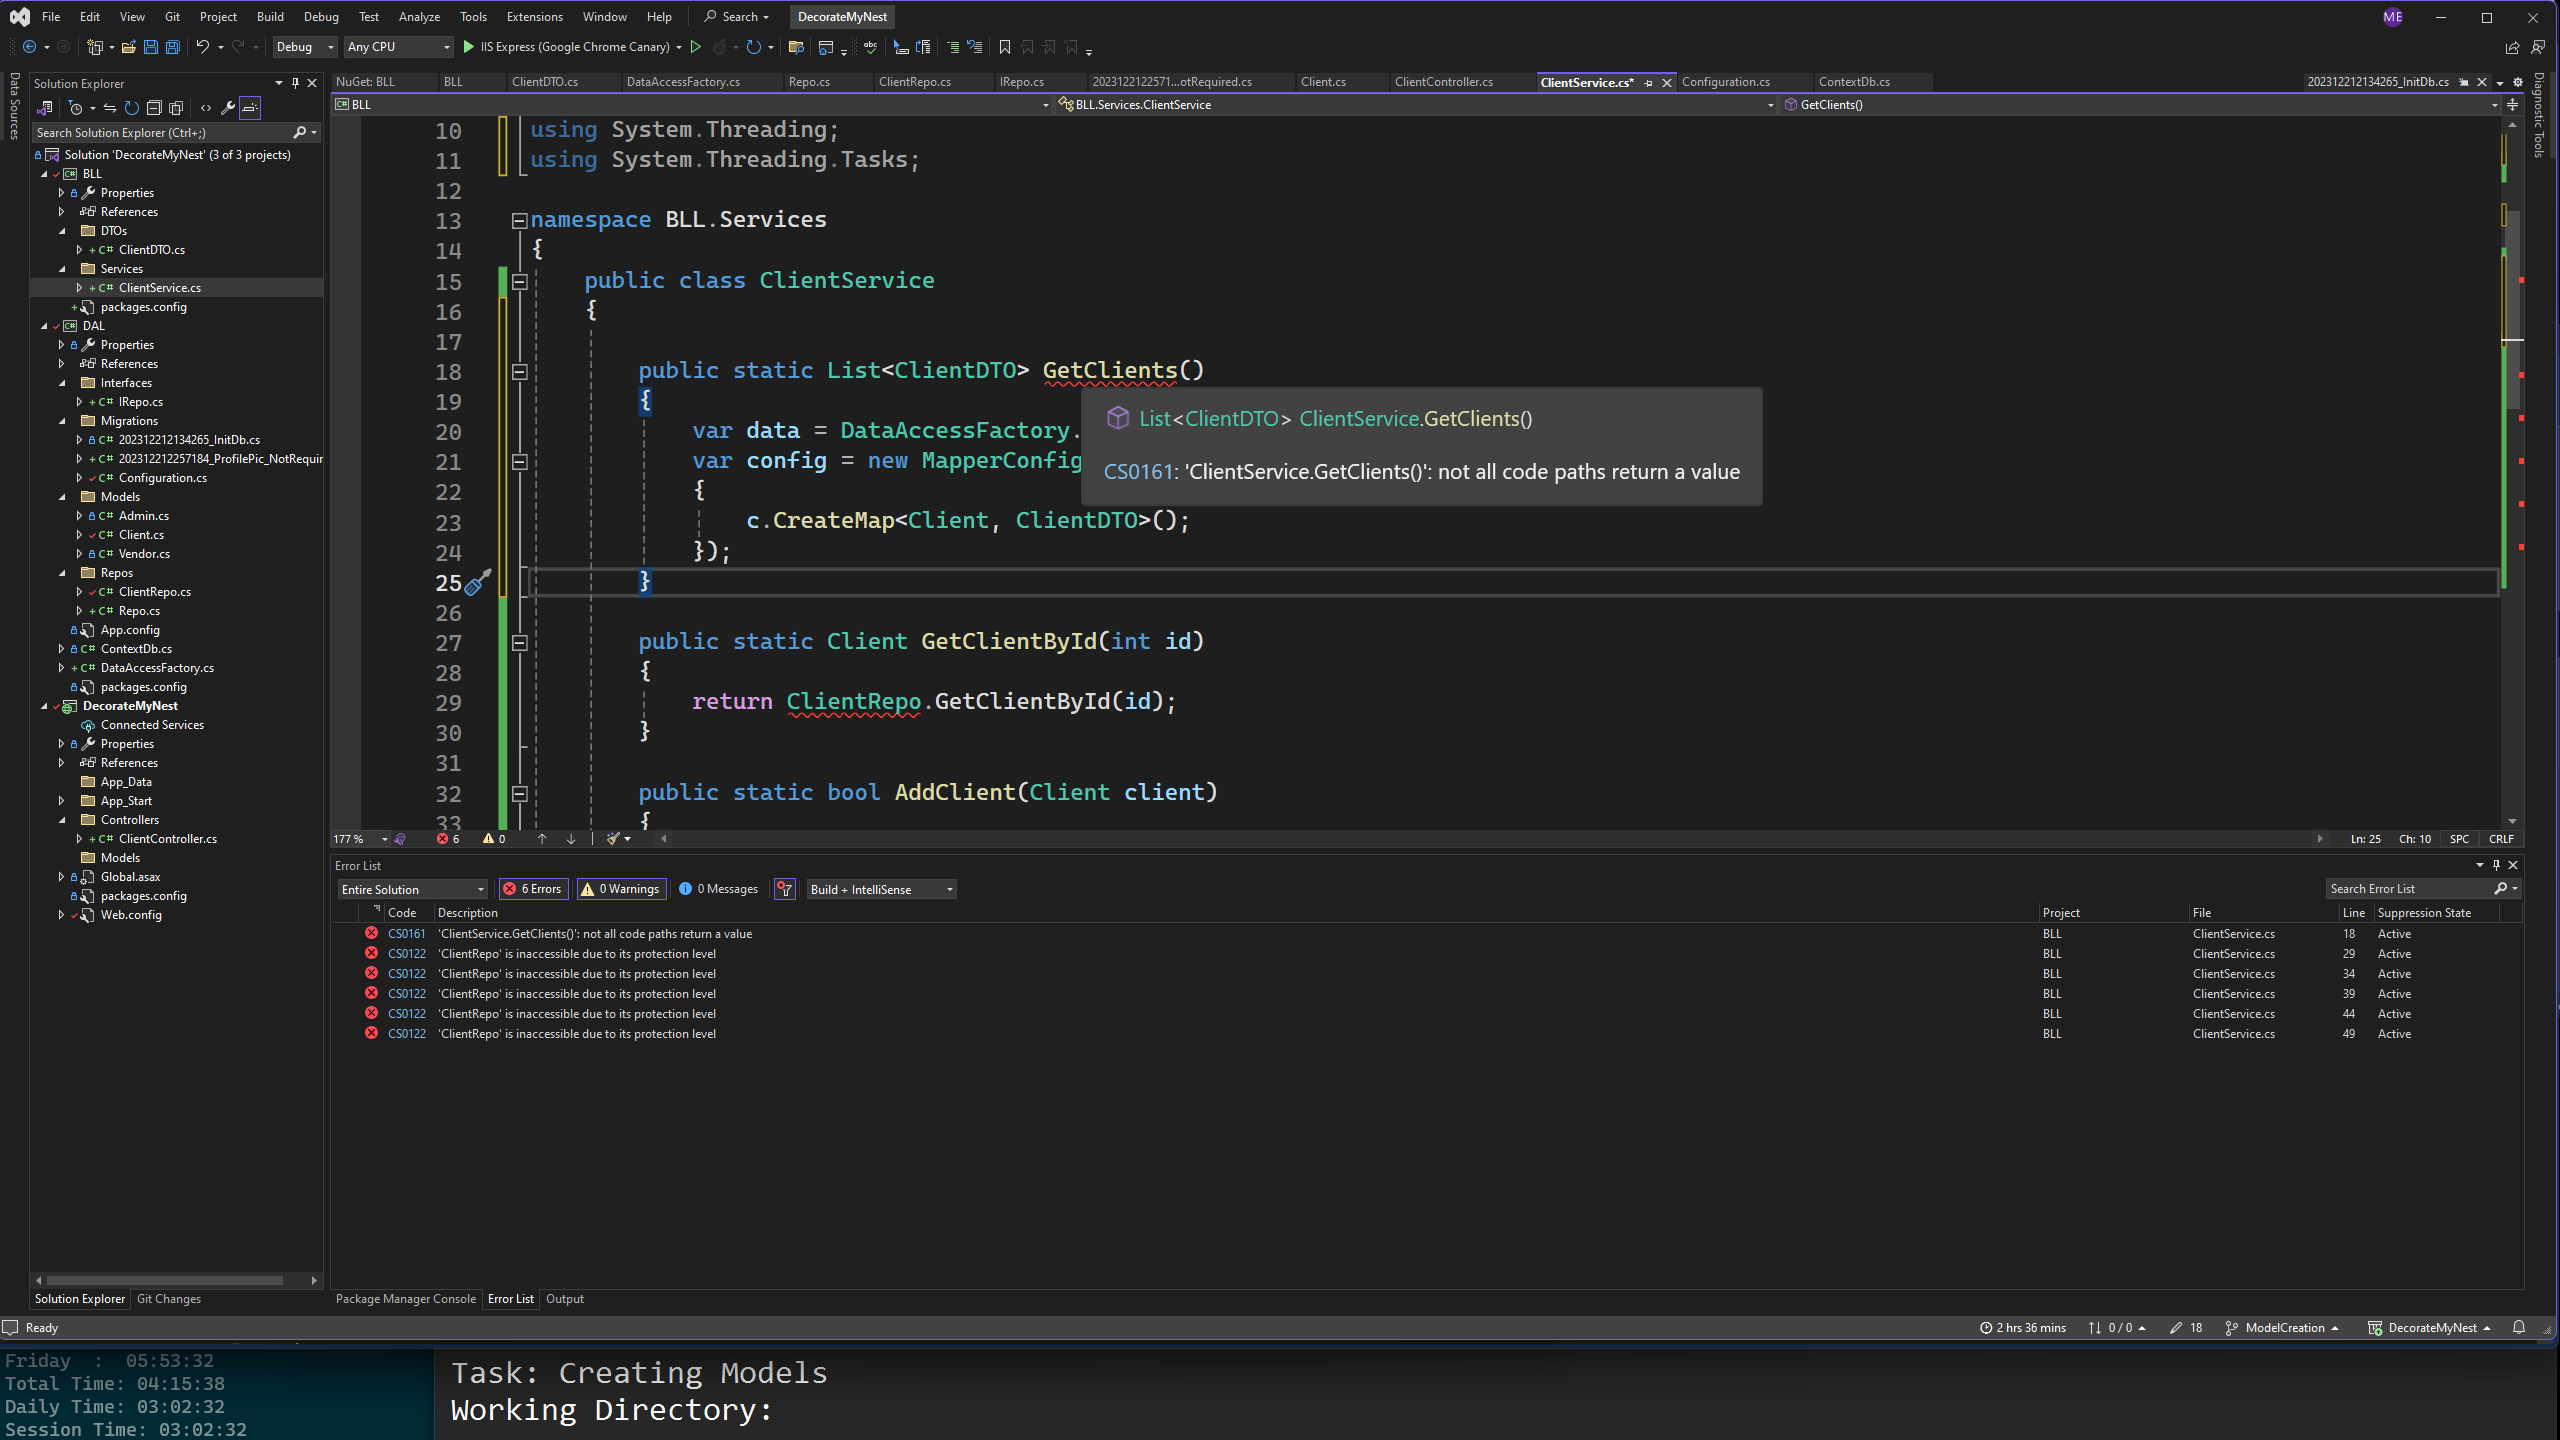 File Edit View Git Project Build Debug Test Analyze Tools Extensions Window Help Search DecorateMyNest ME
Debug Any CPU IIS Express (Google Chrome Canary)
Data Sources
Solution Explorer
Search Solution Explorer (Ctrl+;)
Solution 'DecorateMyNest' (3 of 3 projects)
BLL
Properties
References
DTOs
ClientDTO.cs
Services
ClientService.cs
packages.config
DAL
Properties
References
Interfaces
IRepo.cs
Migrations
202312212134265_InitDb.cs
202312212257184_ProfilePic_NotRequir
Configuration.cs
Models
Admin.cs
Client.cs
Vendor.cs
Repos
ClientRepo.cs
Repo.cs
App.config
ContextDb.cs
DataAccessFactory.cs
packages.config
DecorateMyNest
Connected Services
Properties
References
App_Data
App_Start
Controllers
ClientController.cs
Models
Global.asax
packages.config
Web.config
Solution Explorer Git Changes
NuGet: BLL BLL ClientDTO.cs DataAccessFactory.cs Repo.cs ClientRepo.cs IRepo.cs 2023122122571...otRequired.cs Client.cs ClientController.cs ClientService.cs* Configuration.cs ContextDb.cs 202312212134265_InitDb.cs
BLL BLL.Services.ClientService GetClients()
10 using System.Threading;
11 using System.Threading.Tasks;
12
13 namespace BLL.Services
14 {
15 public class ClientService
16 {
17
18 public static List<ClientDTO> GetClients()
19 {
20 var data = DataAccessFactory.
21 var config = new MapperConfig
22 {
23 c.CreateMap<Client, ClientDTO>();
24 });
25 }
26
27 public static Client GetClientById(int id)
28 {
29 return ClientRepo.GetClientById(id);
30 }
31
32 public static bool AddClient(Client client)
33 {
List<ClientDTO> ClientService.GetClients()
CS0161: 'ClientService.GetClients()': not all code paths return a value
Diagnostic Tools
177 % 6 0 Ln: 25 Ch: 10 SPC CRLF
Error List
Entire Solution 6 Errors 0 Warnings 0 Messages Build + IntelliSense Search Error List
Code Description Project File Line Suppression State
CS0161 'ClientService.GetClients()': not all code paths return a value BLL ClientService.cs 18 Active
CS0122 'ClientRepo' is inaccessible due to its protection level BLL ClientService.cs 29 Active
CS0122 'ClientRepo' is inaccessible due to its protection level BLL ClientService.cs 34 Active
CS0122 'ClientRepo' is inaccessible due to its protection level BLL ClientService.cs 39 Active
CS0122 'ClientRepo' is inaccessible due to its protection level BLL ClientService.cs 44 Active
CS0122 'ClientRepo' is inaccessible due to its protection level BLL ClientService.cs 49 Active
Package Manager Console Error List Output
Ready 2 hrs 36 mins 0 / 0 18 ModelCreation DecorateMyNest
Friday : 05:53:32
Total Time: 04:15:38
Daily Time: 03:02:32
Session Time: 03:02:32
Task: Creating Models
Working Directory: